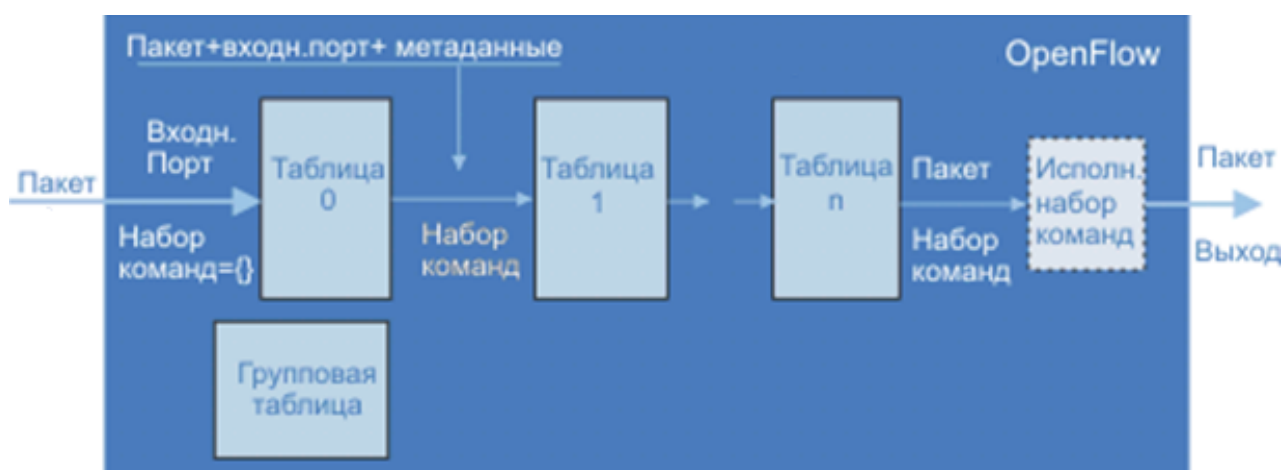 Пакет+входн.порт+ метаданные
OpenFlow
Пакет
Входн.
Порт
Набор
команд={}
Таблица
0
Набор
команд
Таблица
1
Таблица
n
Пакет
Набор
команд
Исполн.
набор
команд
Пакет
Выход
Групповая
таблица